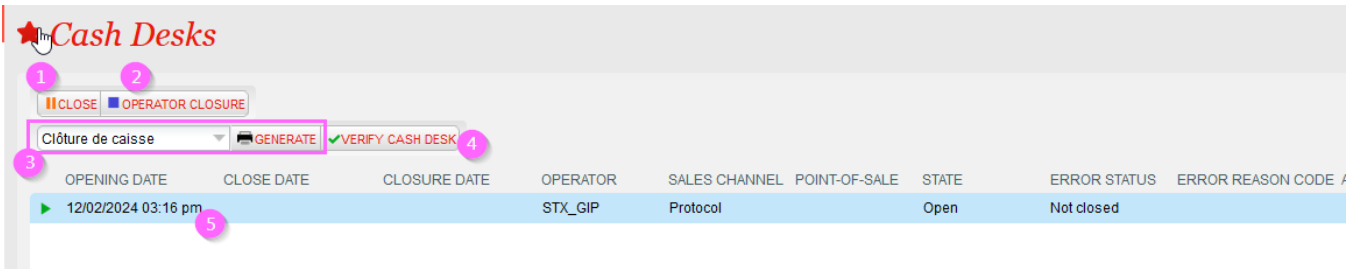 Cash Desks
1 2
CLOSE OPERATOR CLOSURE
Clôture de caisse GENERATE VERIFY CASH DESK 4
3
OPENING DATE CLOSE DATE CLOSURE DATE OPERATOR SALES CHANNEL POINT-OF-SALE STATE ERROR STATUS ERROR REASON CODE A
12/02/2024 03:16 pm STX_GIP Protocol Open Not closed
5